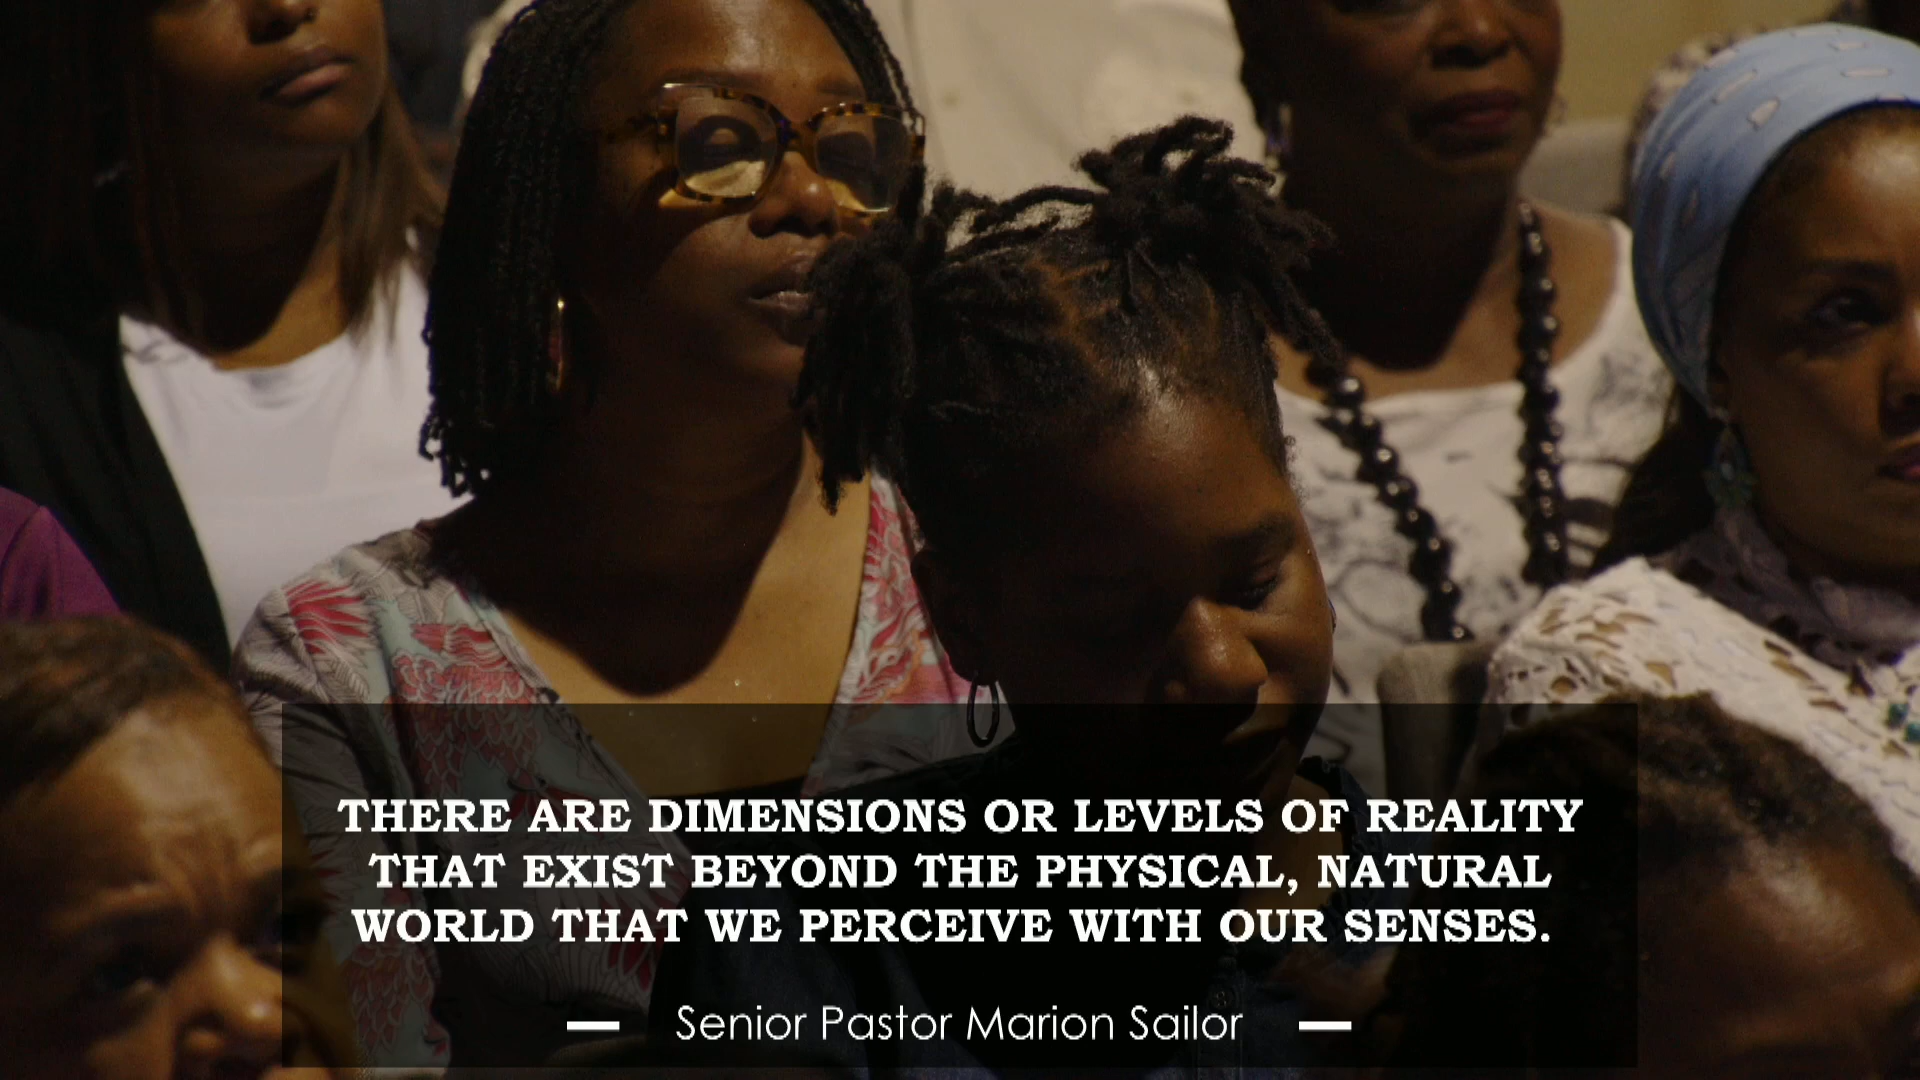 THERE ARE DIMENSIONS OR LEVELS OF REALITY
THAT EXIST BEYOND THE PHYSICAL, NATURAL
WORLD THAT WE PERCEIVE WITH OUR SENSES.
Senior Pastor Marion Sailor